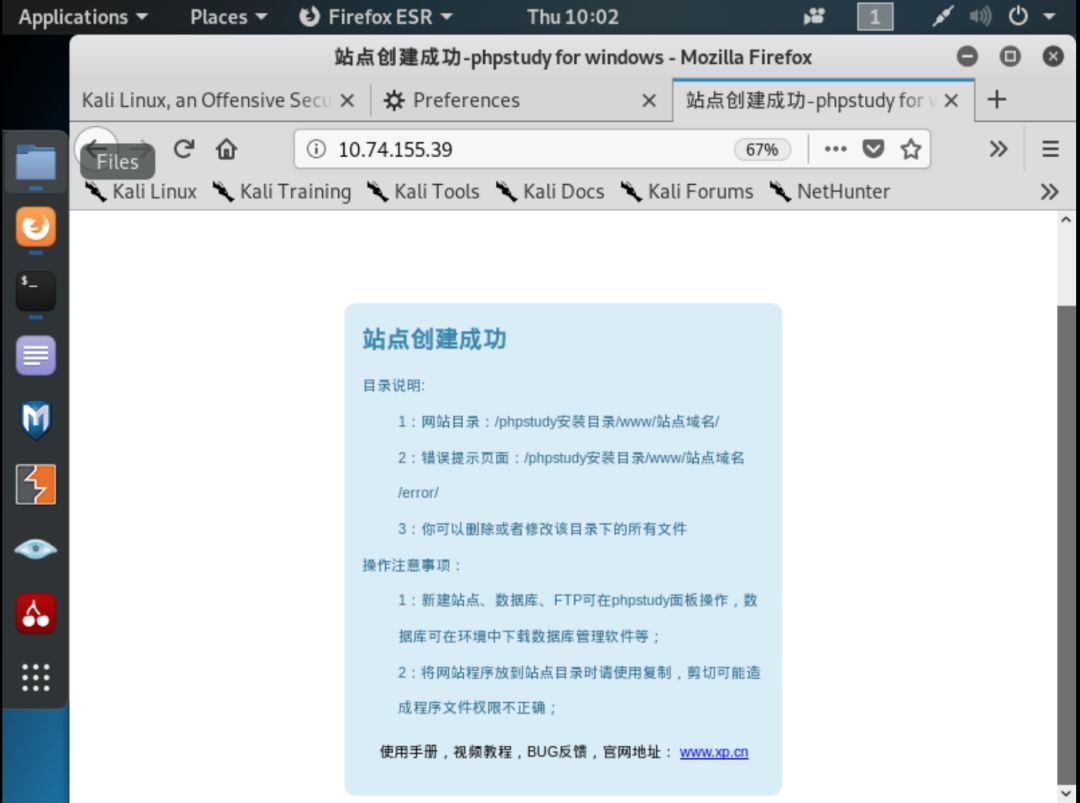 Applications Places Firefox ESR Thu 10:02 1
站点创建成功-phpstudy for windows - Mozilla Firefox
Kali Linux, an Offensive Secu Preferences 站点创建成功-phpstudy for
10.74.155.39 67%
Files
Kali Linux Kali Training Kali Tools Kali Docs Kali Forums NetHunter
站点创建成功
目录说明:
1：网站目录：/phpstudy安装目录/www/站点域名/
2：错误提示页面：/phpstudy安装目录/www/站点域名
/error/
3：你可以删除或者修改该目录下的所有文件
操作注意事项：
1：新建站点、数据库、FTP可在phpstudy面板操作，数
据库可在环境中下载数据库管理软件等；
2：将网站程序放到站点目录时请使用复制，剪切可能造
成程序文件权限不正确；
使用手册，视频教程，BUG反馈，官网地址： www.xp.cn